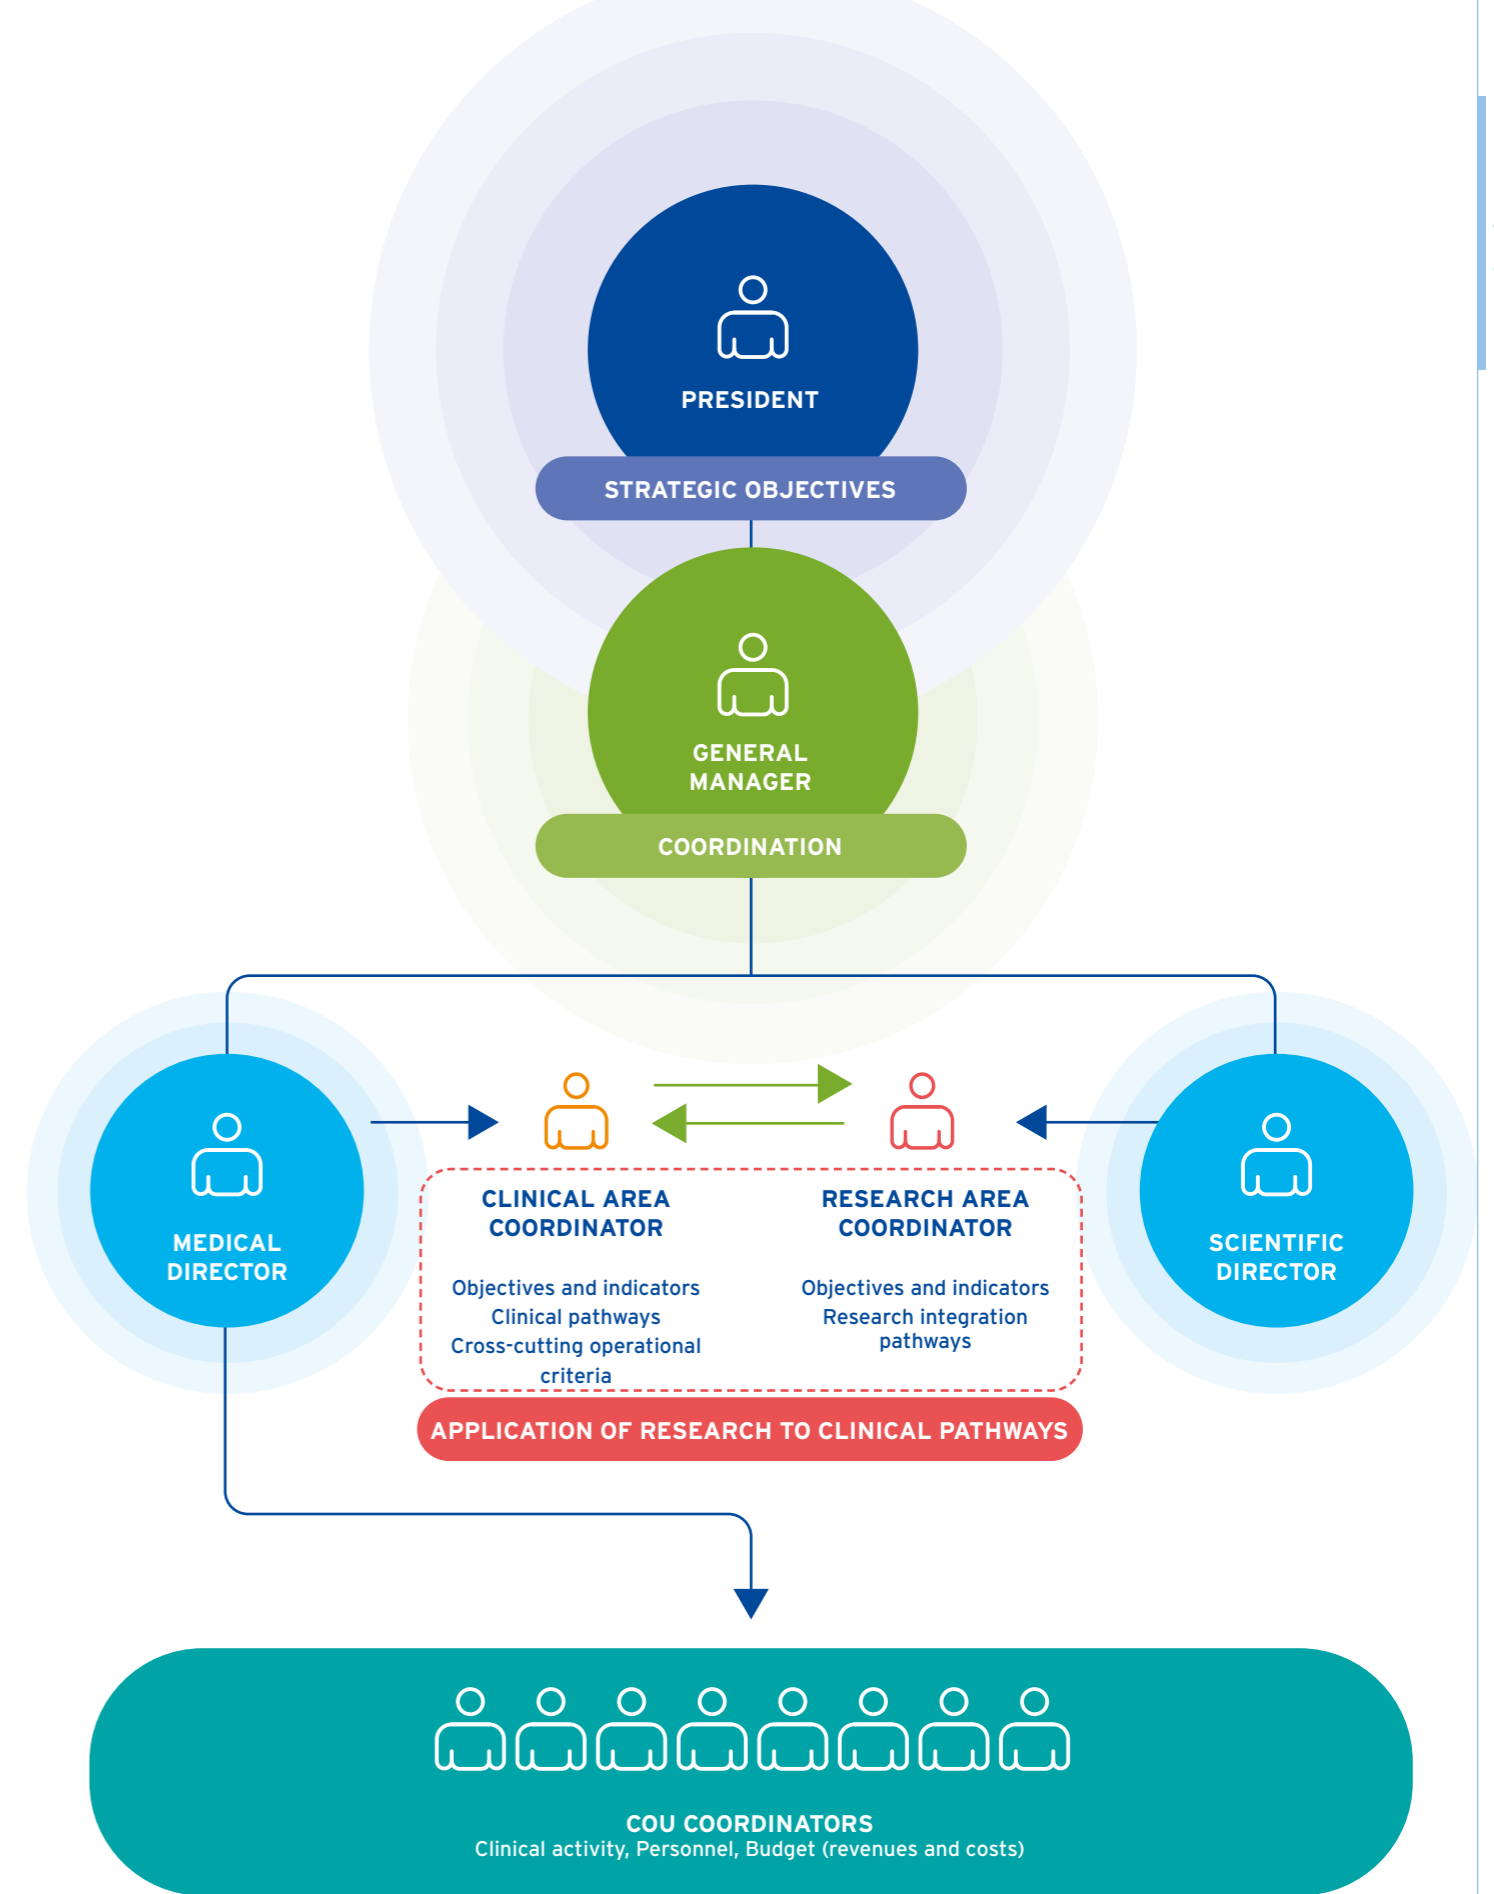 PRESIDENT
STRATEGIC OBJECTIVES
GENERAL
MANAGER
COORDINATION
MEDICAL
DIRECTOR
CLINICAL AREA
COORDINATOR
Objectives and indicators
Clinical pathways
Cross-cutting operational
criteria
RESEARCH AREA
COORDINATOR
Objectives and indicators
Research integration
pathways
SCIENTIFIC
DIRECTOR
APPLICATION OF RESEARCH TO CLINICAL PATHWAYS
COU COORDINATORS
Clinical activity, Personnel, Budget (revenues and costs)